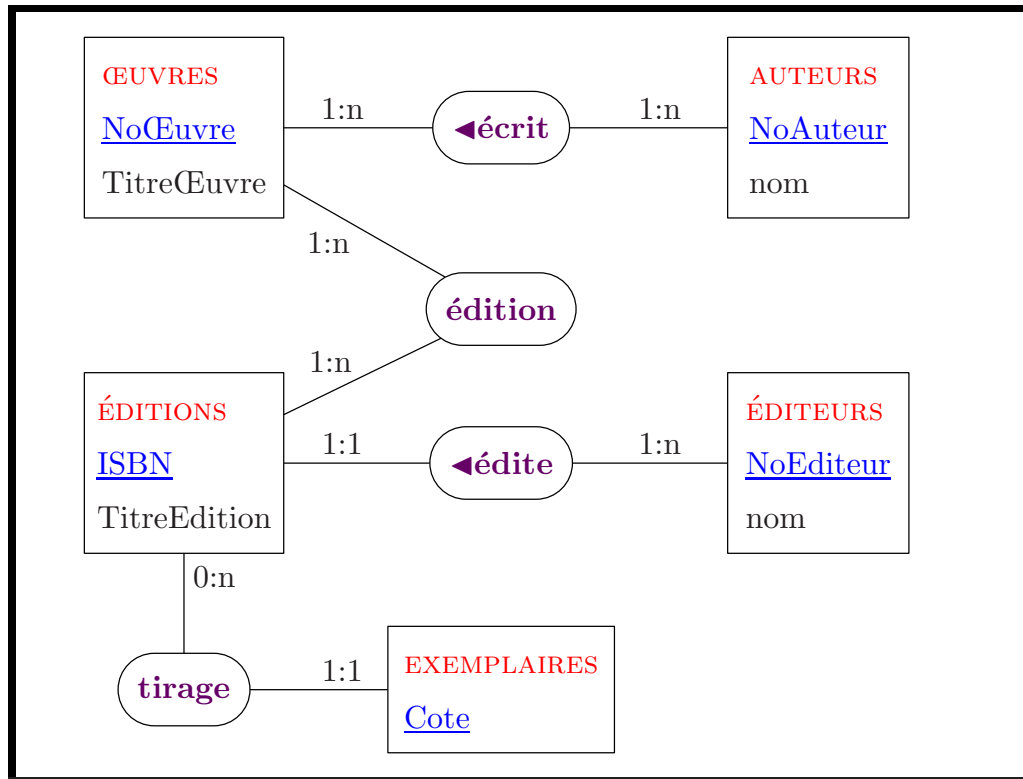 ŒUVRES
NoŒuvre
TitreŒuvre
1:n
◀écrit
1:n
AUTEURS
NoAuteur
nom
1:n
édition
1:n
ÉDITIONS
ISBN
TitreEdition
1:1
◀édite
1:n
ÉDITEURS
NoEditeur
nom
0:n
tirage
1:1
EXEMPLAIRES
Cote